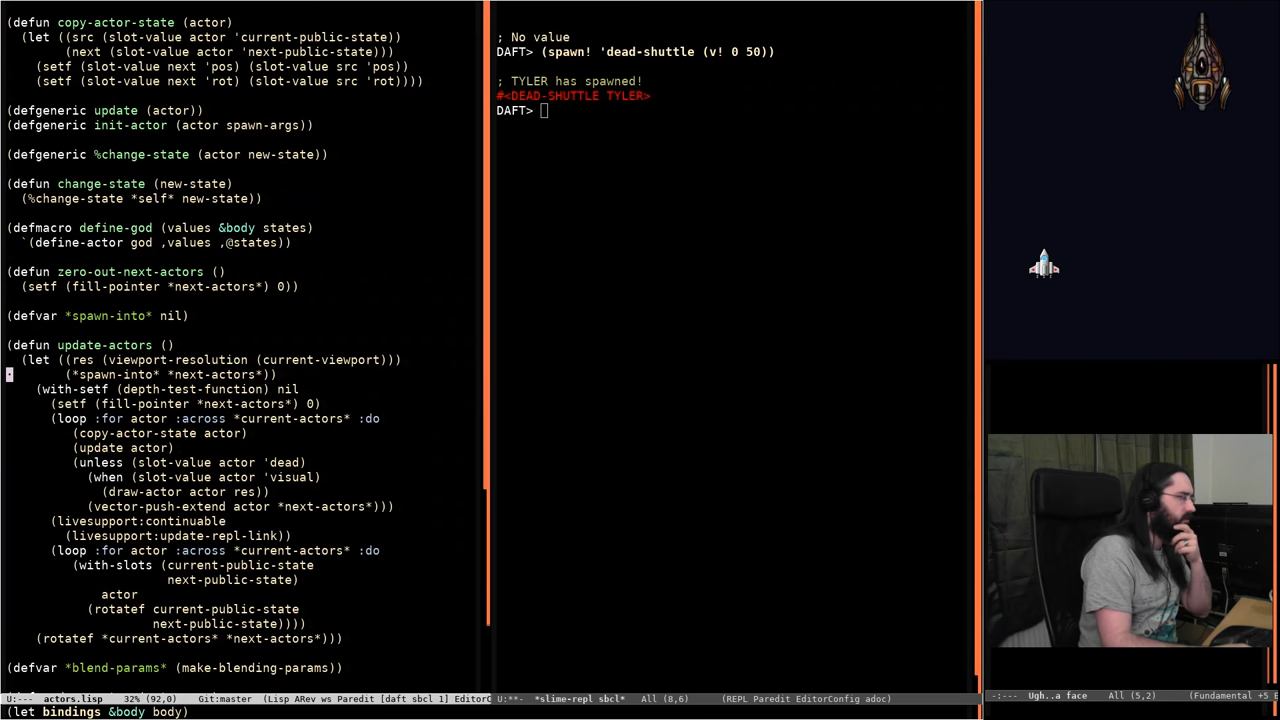 (defun copy-actor-state (actor)
  (let ((src (slot-value actor 'current-public-state))
        (next (slot-value actor 'next-public-state)))
    (setf (slot-value next 'pos) (slot-value src 'pos))
    (setf (slot-value next 'rot) (slot-value src 'rot))))
(defgeneric update (actor))
(defgeneric init-actor (actor spawn-args))
(defgeneric %change-state (actor new-state))
(defun change-state (new-state)
  (%change-state *self* new-state))
(defmacro define-god (values &body states)
  `(define-actor god ,values ,@states))
(defun zero-out-next-actors ()
  (setf (fill-pointer *next-actors*) 0))
(defvar *spawn-into* nil)
(defun update-actors ()
  (let ((res (viewport-resolution (current-viewport)))
        (*spawn-into* *next-actors*))
    (with-setf (depth-test-function) nil
      (setf (fill-pointer *next-actors*) 0)
      (loop :for actor :across *current-actors* :do
         (copy-actor-state actor)
         (update actor)
         (unless (slot-value actor 'dead)
           (when (slot-value actor 'visual)
             (draw-actor actor res))
           (vector-push-extend actor *next-actors*)))
      (livesupport:continuable
        (livesupport:update-repl-link))
      (loop :for actor :across *current-actors* :do
         (with-slots (current-public-state
                      next-public-state)
             actor
           (rotatef current-public-state
                    next-public-state))))
    (rotatef *current-actors* *next-actors*)))
(defvar *blend-params* (make-blending-params))
U:--- actors.lisp 32% (92,0) Git:master (Lisp ARev ws Paredit [daft sbcl 1] EditorC
(let bindings &body body)
; No value
DAFT> (spawn! 'dead-shuttle (v! 0 50))
; TYLER has spawned!
#<DEAD-SHUTTLE TYLER>
DAFT>
U:**- *slime-repl sbcl* All (8,6) (REPL Paredit EditorConfig adoc)
-:--- Ugh..a face All (5,2) (Fundamental +5 E